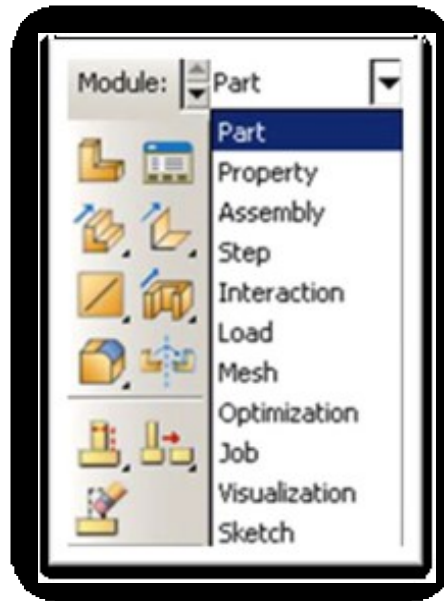 Module: Part
Part
Property
Assembly
Step
Interaction
Load
Mesh
Optimization
Job
Visualization
Sketch